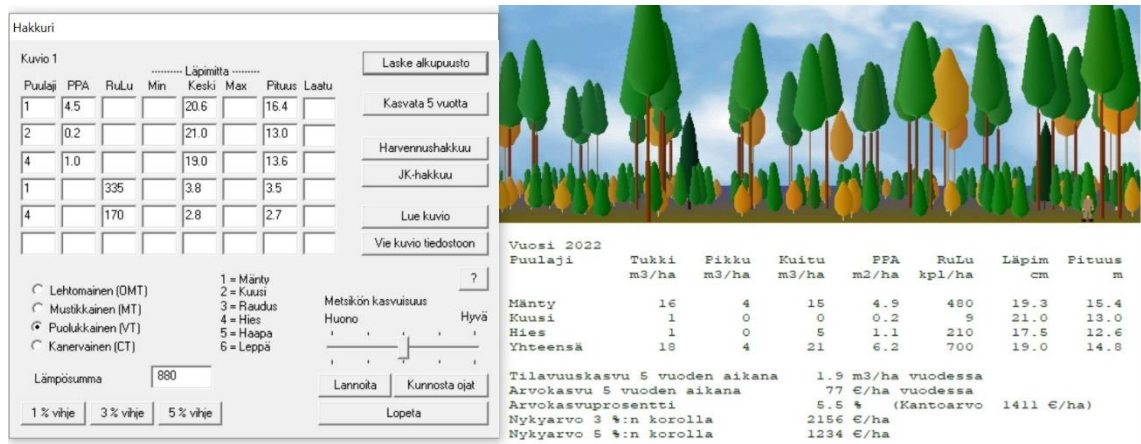 Hakkuri
Kuvio 1
---------- Läpimitta ----------
Puulaji PPA RuLu Min Keski Max Pituus Laatu
1 4.5 20.6 16.4
2 0.2 21.0 13.0
4 1.0 19.0 13.6
1 335 3.8 3.5
4 170 2.8 2.7
Laske alkupuusto
Kasvata 5 vuotta
Harvennushakkuu
JK-hakkuu
Lue kuvio
Vie kuvio tiedostoon
?
Lehtomainen (OMT)
Mustikkainen (MT)
Puolukkainen (VT)
Kanervainen (CT)
1 = Mänty
2 = Kuusi
3 = Raudus
4 = Hies
5 = Haapa
6 = Leppä
Metsikön kasvuisuus
Huono Hyvä
Lämpösumma 880
Lannoita Kunnosta ojat
1 % vihje 3 % vihje 5 % vihje Lopeta
Vuosi 2022
Puulaji Tukki Pikku Kuitu PPA RuLu Läpim Pituus
m3/ha m3/ha m3/ha m2/ha kpl/ha cm m
Mänty 16 4 15 4.9 480 19.3 15.4
Kuusi 1 0 0 0.2 9 21.0 13.0
Hies 1 0 5 1.1 210 17.5 12.6
Yhteensä 18 4 21 6.2 700 19.0 14.8
Tilavuuskasvu 5 vuoden aikana 1.9 m3/ha vuodessa
Arvokasvu 5 vuoden aikana 77 €/ha vuodessa
Arvokasvuprosentti 5.5 % (Kantoarvo 1411 €/ha)
Nykyarvo 3 %:n korolla 2156 €/ha
Nykyarvo 5 %:n korolla 1234 €/ha